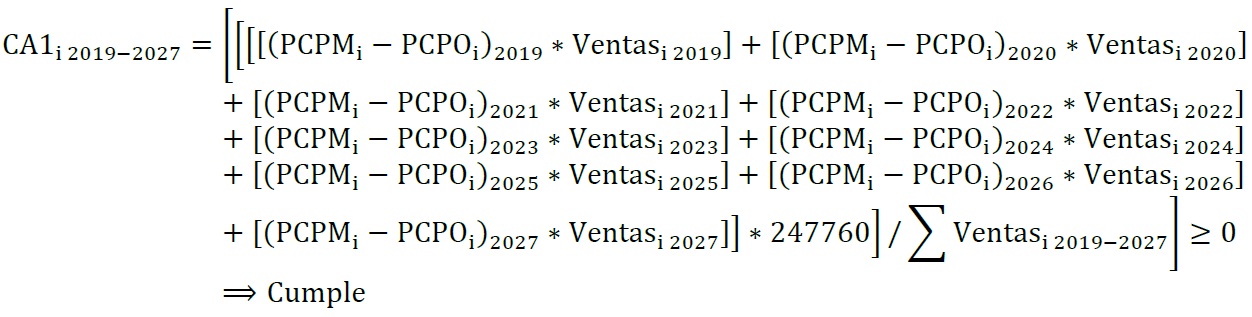 CA1ᵢ ₂₀₁₉₋₂₀₂₇ = [[[[(PCPMᵢ − PCPOᵢ)₂₀₁₉ ∗ Ventasᵢ ₂₀₁₉] + [(PCPMᵢ − PCPOᵢ)₂₀₂₀ ∗ Ventasᵢ ₂₀₂₀]
+ [(PCPMᵢ − PCPOᵢ)₂₀₂₁ ∗ Ventasᵢ ₂₀₂₁] + [(PCPMᵢ − PCPOᵢ)₂₀₂₂ ∗ Ventasᵢ ₂₀₂₂]
+ [(PCPMᵢ − PCPOᵢ)₂₀₂₃ ∗ Ventasᵢ ₂₀₂₃] + [(PCPMᵢ − PCPOᵢ)₂₀₂₄ ∗ Ventasᵢ ₂₀₂₄]
+ [(PCPMᵢ − PCPOᵢ)₂₀₂₅ ∗ Ventasᵢ ₂₀₂₅] + [(PCPMᵢ − PCPOᵢ)₂₀₂₆ ∗ Ventasᵢ ₂₀₂₆]
+ [(PCPMᵢ − PCPOᵢ)₂₀₂₇ ∗ Ventasᵢ ₂₀₂₇]] ∗ 247760] / ∑ Ventasᵢ ₂₀₁₉₋₂₀₂₇] ≥ 0
⟹ Cumple